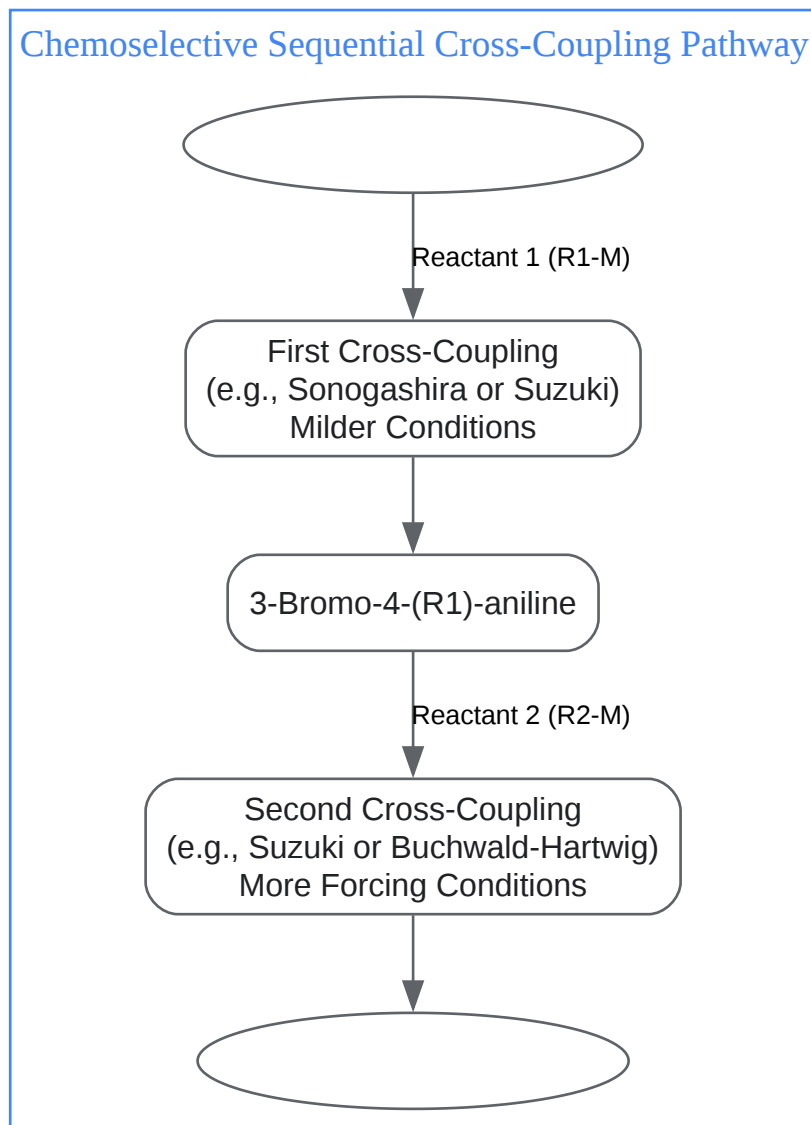 Chemoselective Sequential Cross-Coupling Pathway
Reactant 1 (R1-M)
First Cross-Coupling
(e.g., Sonogashira or Suzuki)
Milder Conditions
3-Bromo-4-(R1)-aniline
Reactant 2 (R2-M)
Second Cross-Coupling
(e.g., Suzuki or Buchwald-Hartwig)
More Forcing Conditions